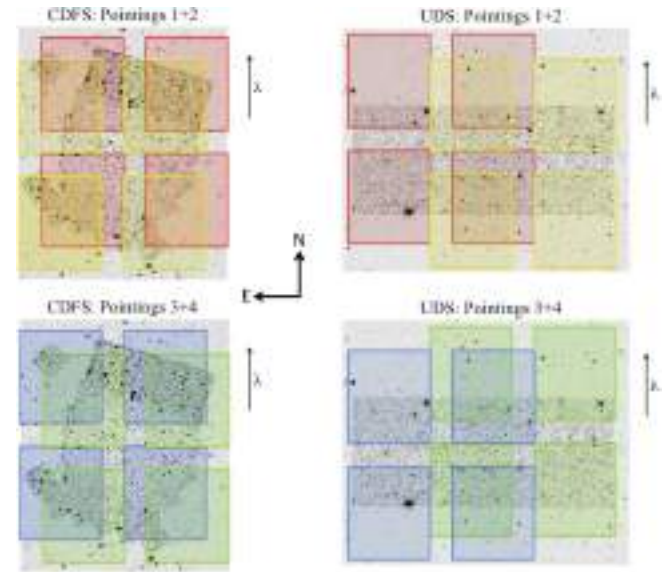 CDFS: Pointings 1+2
UDS: Pointings 1+2
λ
λ
N
E
CDFS: Pointings 3+4
UDS: Pointings 3+4
λ
λ